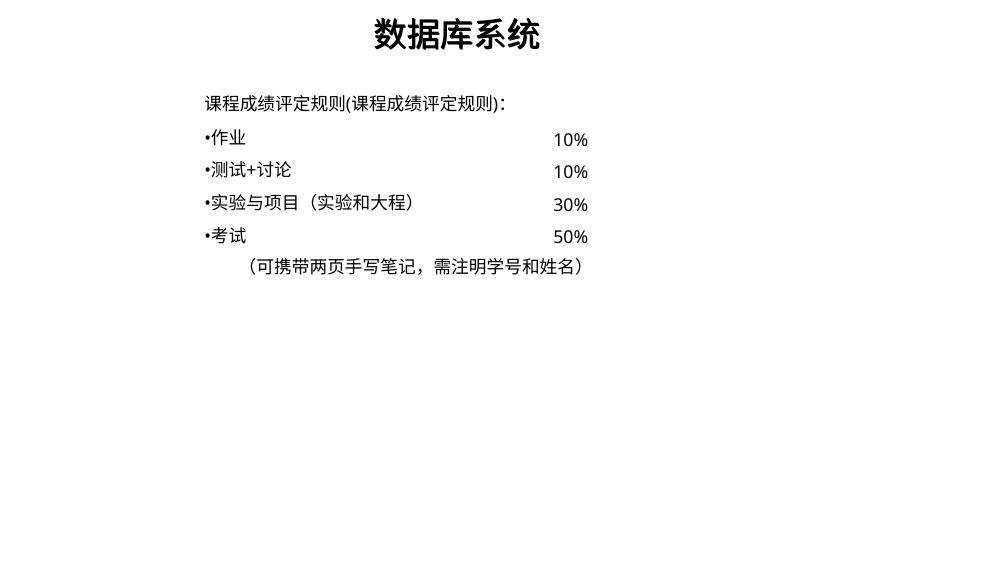 数据库系统
课程成绩评定规则(课程成绩评定规则)：
•作业 10%
•测试+讨论 10%
•实验与项目（实验和大程） 30%
•考试 50%
（可携带两页手写笔记，需注明学号和姓名）